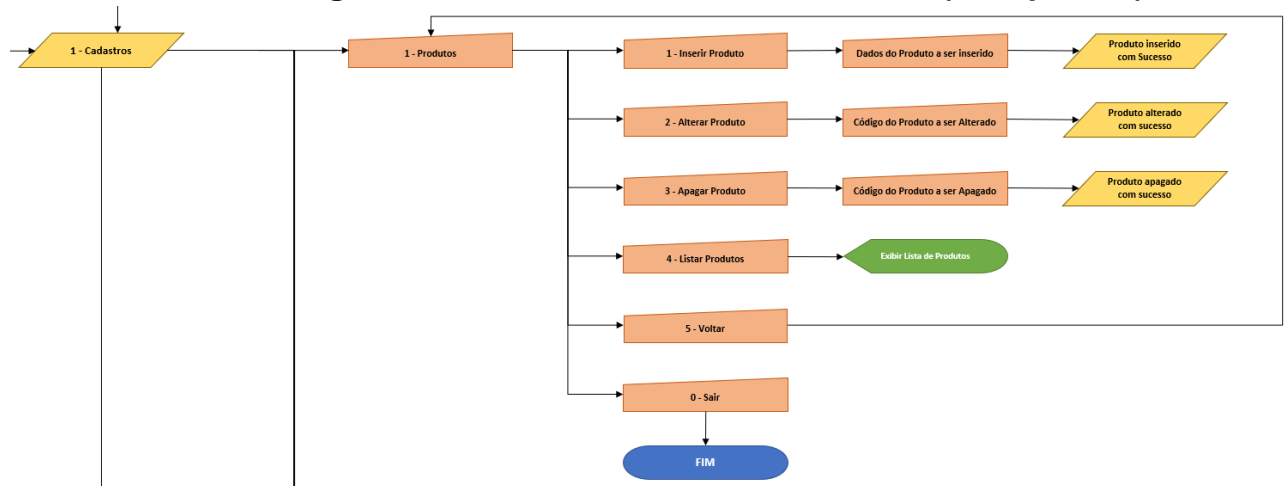 1 - Cadastros
1 - Produtos
1 - Inserir Produto
Dados do Produto a ser inserido
Produto inserido
com Sucesso
2 - Alterar Produto
Código do Produto a ser Alterado
Produto alterado
com sucesso
3 - Apagar Produto
Código do Produto a ser Apagado
Produto apagado
com sucesso
4 - Listar Produtos
Exibir Lista de Produtos
5 - Voltar
0 - Sair
FIM